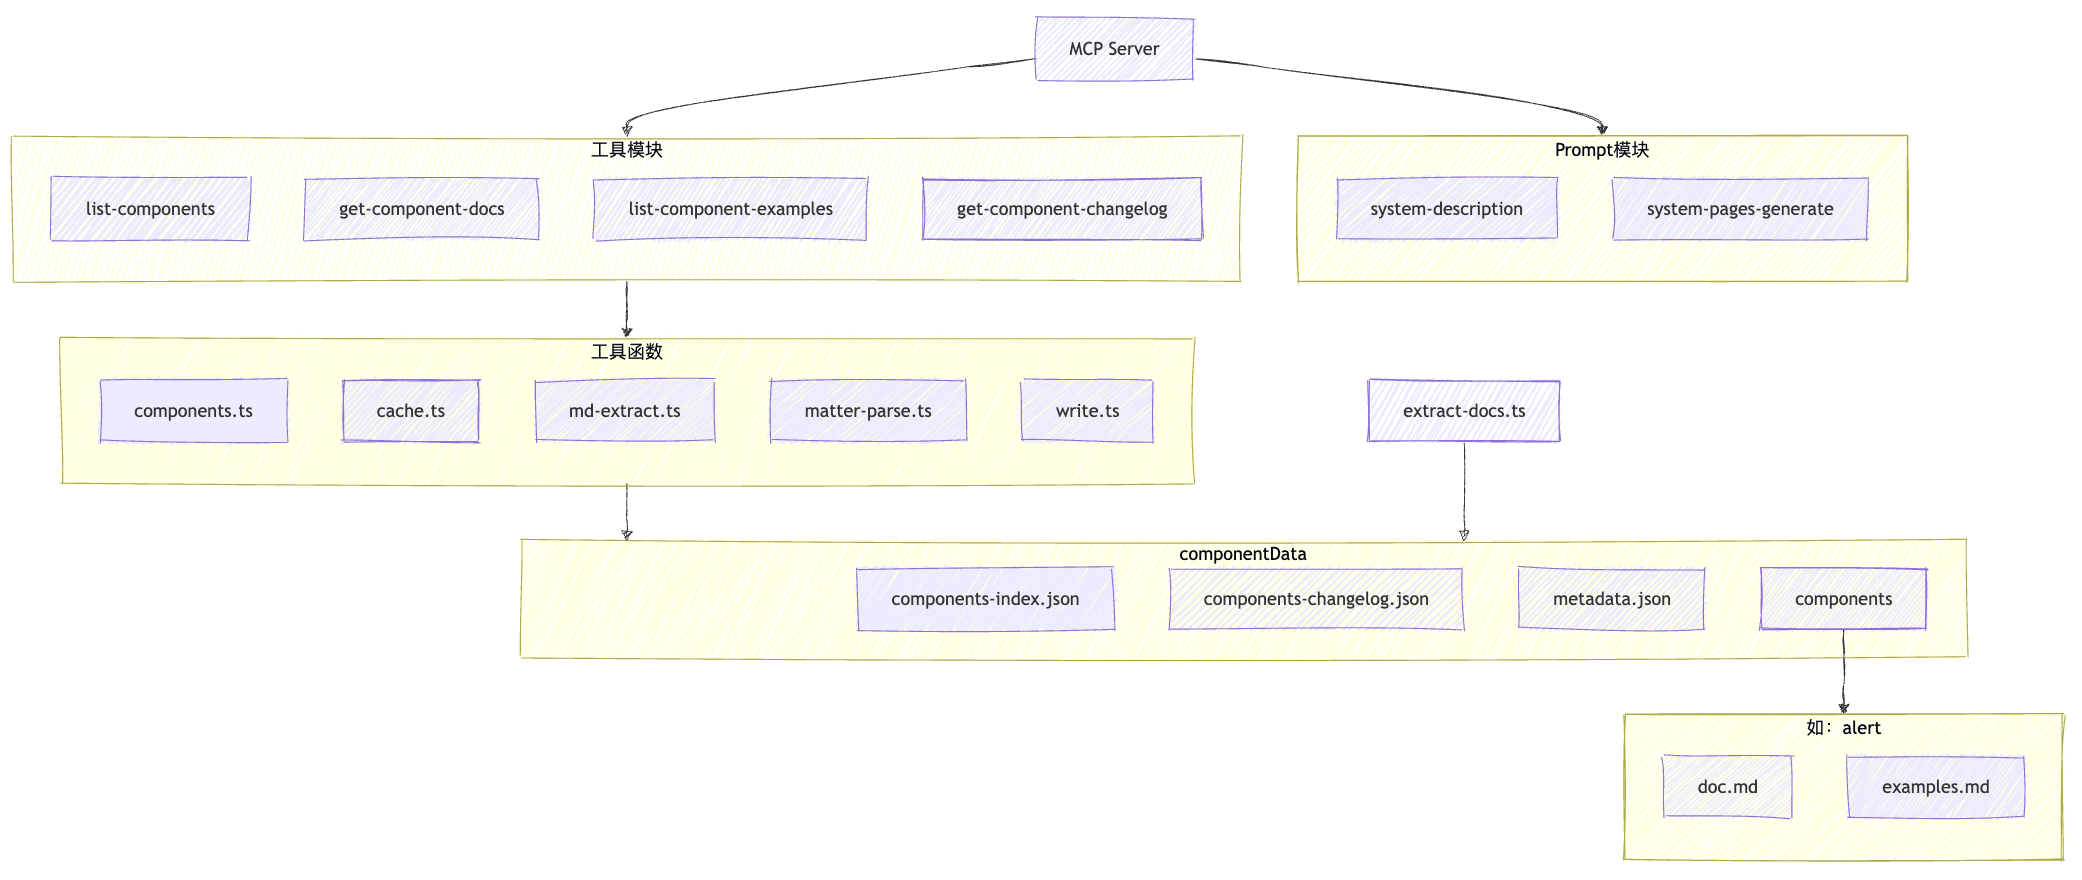 MCP Server
工具模块
list-components
get-component-docs
list-component-examples
get-component-changelog
Prompt模块
system-description
system-pages-generate
工具函数
components.ts
cache.ts
md-extract.ts
matter-parse.ts
write.ts
extract-docs.ts
componentData
components-index.json
components-changelog.json
metadata.json
components
如：alert
doc.md
examples.md